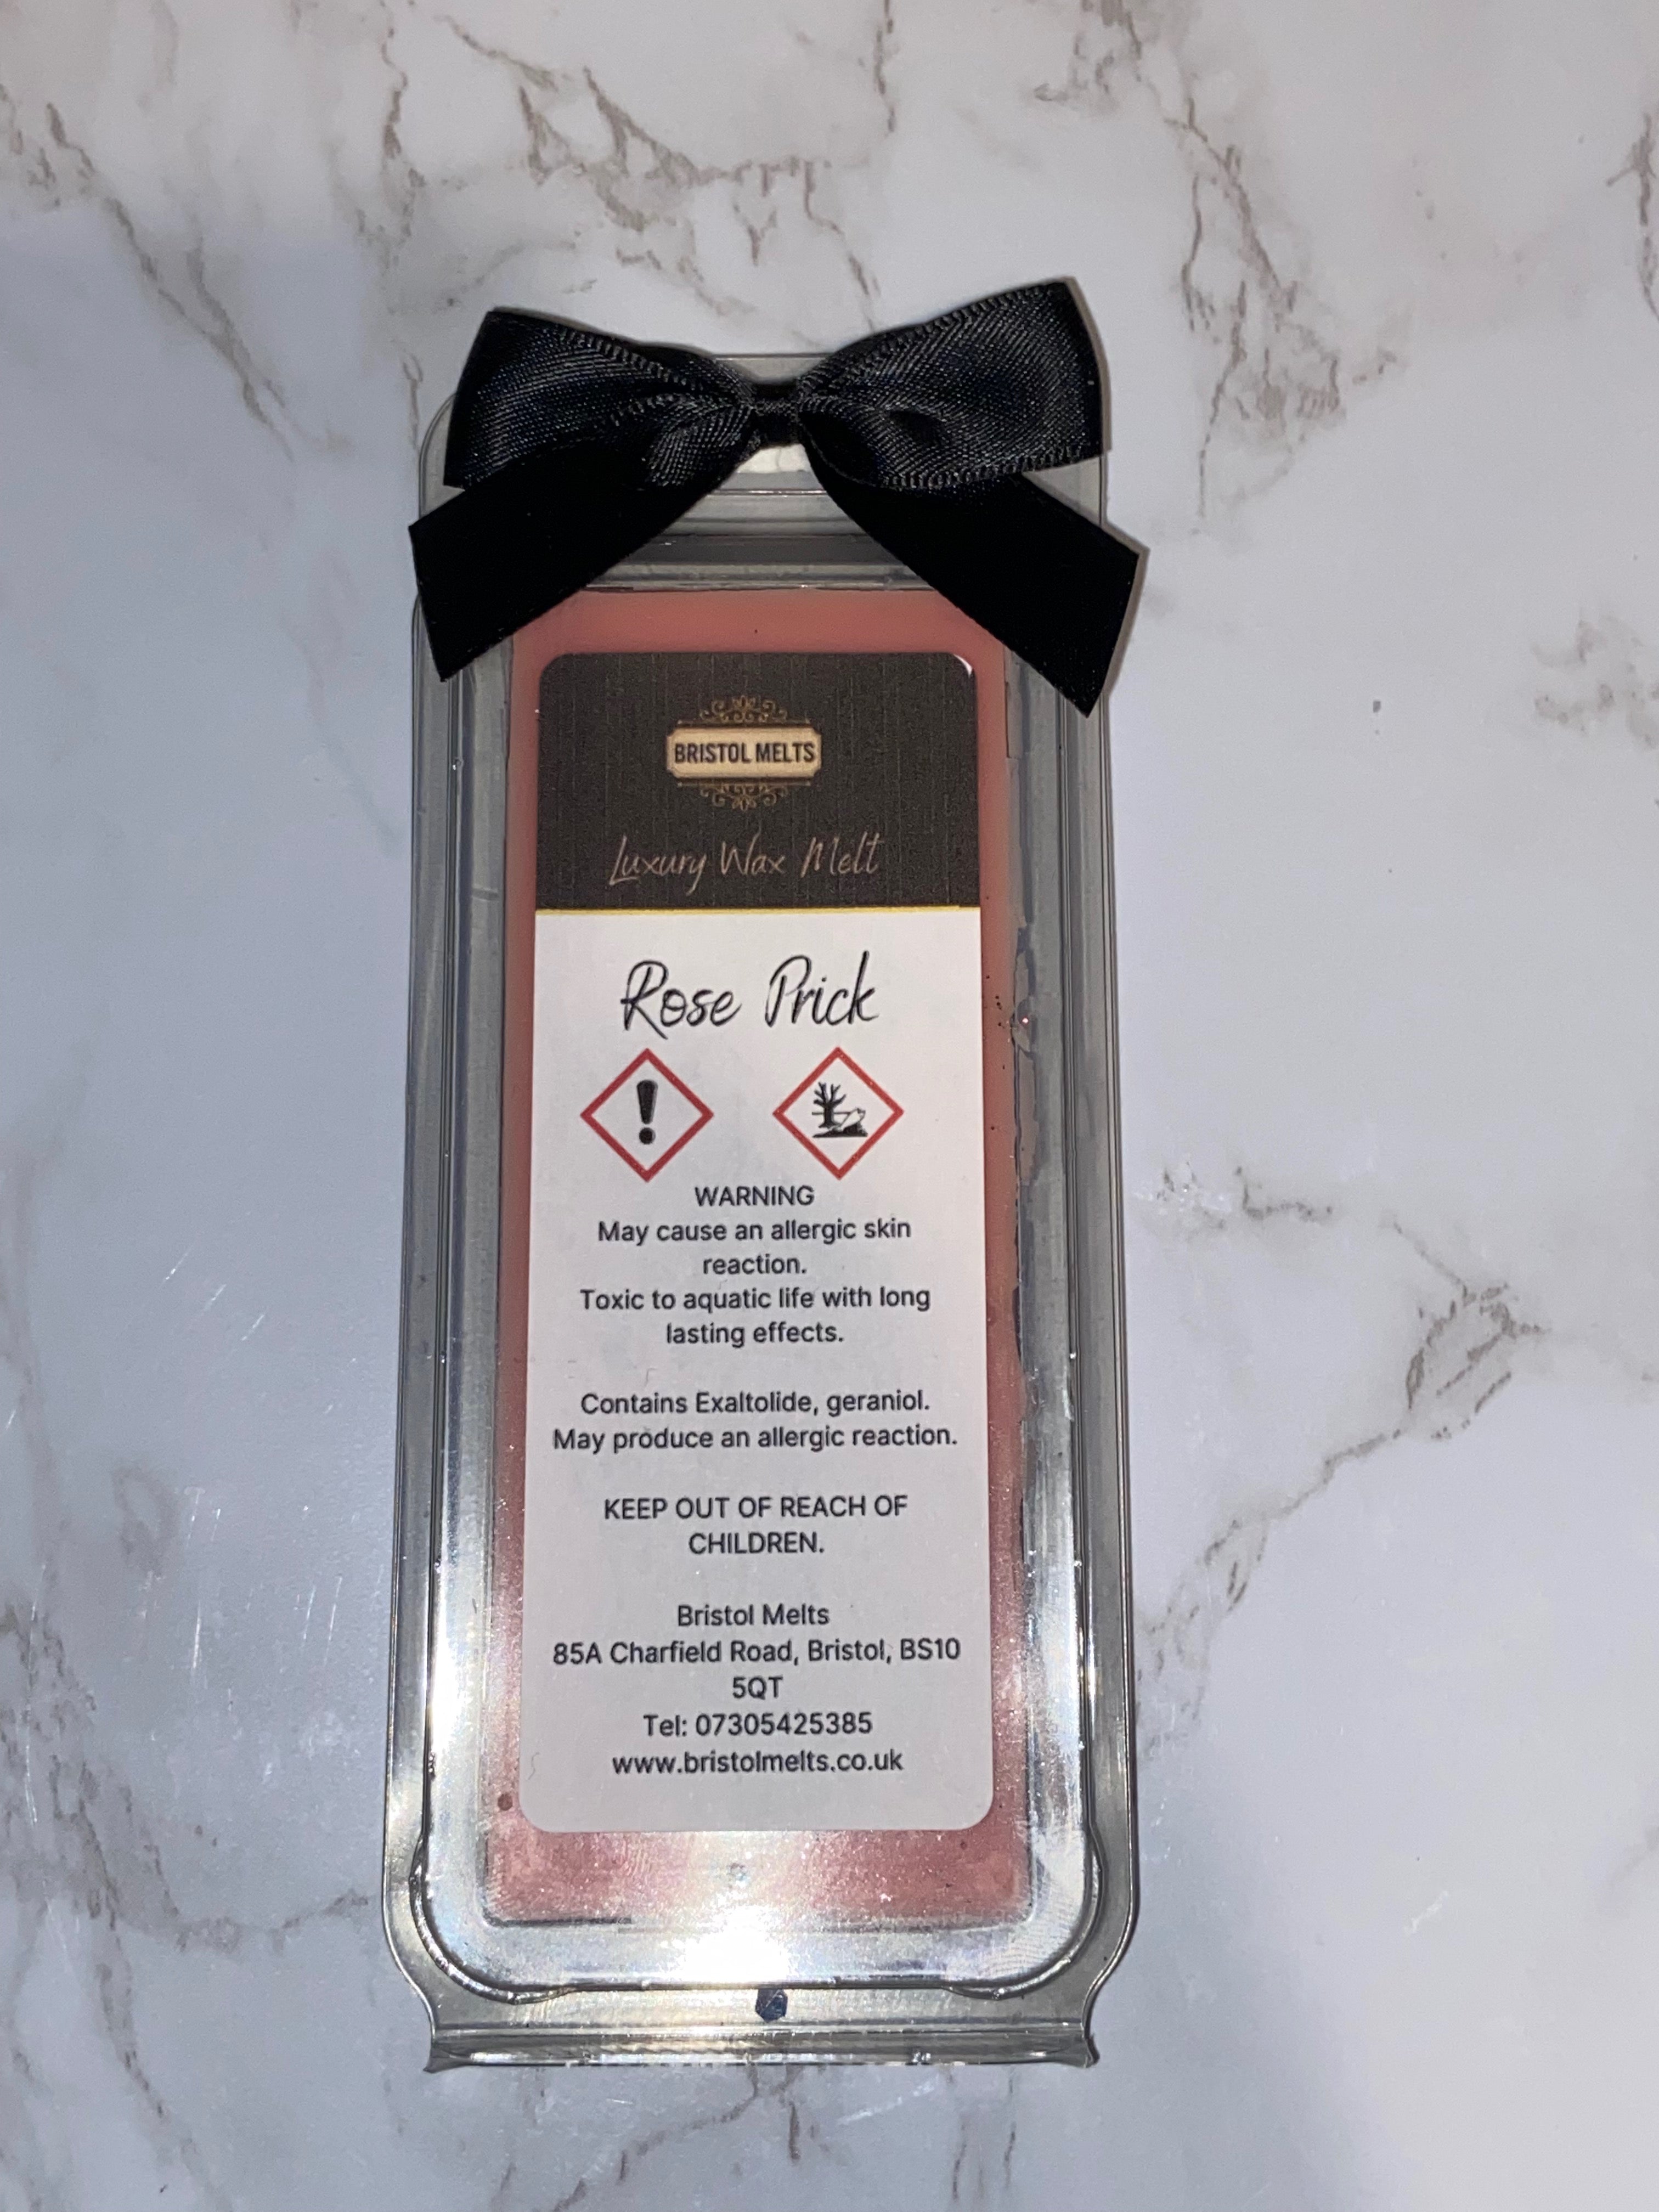 BRISTOL MELTS
Luxury Wax Melt
Rose Prick
WARNING
May cause an allergic skin
reaction.
Toxic to aquatic life with long
lasting effects.
Contains Exaltolide, geraniol.
May produce an allergic reaction.
KEEP OUT OF REACH OF
CHILDREN.
Bristol Melts
85A Charfield Road, Bristol, BS10
5QT
Tel: 07305425385
www.bristolmelts.co.uk